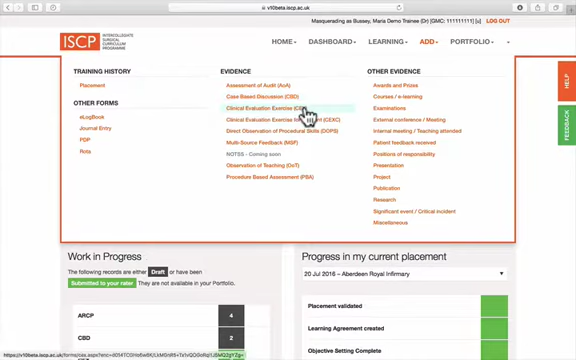 v10beta.iscp.ac.uk
Masquerading as: Bussey, Maria Demo Trainee (Dr) (GMC: 111111111) [u] LOG OUT
ISCP
INTERCOLLEGIATE
SURGICAL
CURRICULUM
PROGRAMME
HOME DASHBOARD LEARNING ADD PORTFOLIO
TRAINING HISTORY
Placement
OTHER FORMS
eLogBook
Journal Entry
PDP
Rota
EVIDENCE
Assessment of Audit (AoA)
Case Based Discussion (CBD)
Clinical Evaluation Exercise
Clinical Evaluation Exercise (CEXC)
Direct Observation of Procedural Skills (DOPS)
Multi-Source Feedback (MSF)
NOTSS - Coming soon
Observation of Teaching (OoT)
Procedure Based Assessment (PBA)
OTHER EVIDENCE
Awards and Prizes
Courses / e-learning
Examinations
External conference / Meeting
Internal meeting / Teaching attended
Patient feedback received
Positions of responsibility
Presentation
Project
Publication
Research
Significant event / Critical incident
Miscellaneous
HELP
FEEDBACK
Work in Progress
The following records are either Draft or have been
Submitted to your rater They are not available in your Portfolio.
ARCP 4
CBD 2
Progress in my current placement
20 Jul 2016 – Aberdeen Royal Infirmary
Placement validated
Learning Agreement created
Objective Setting Complete